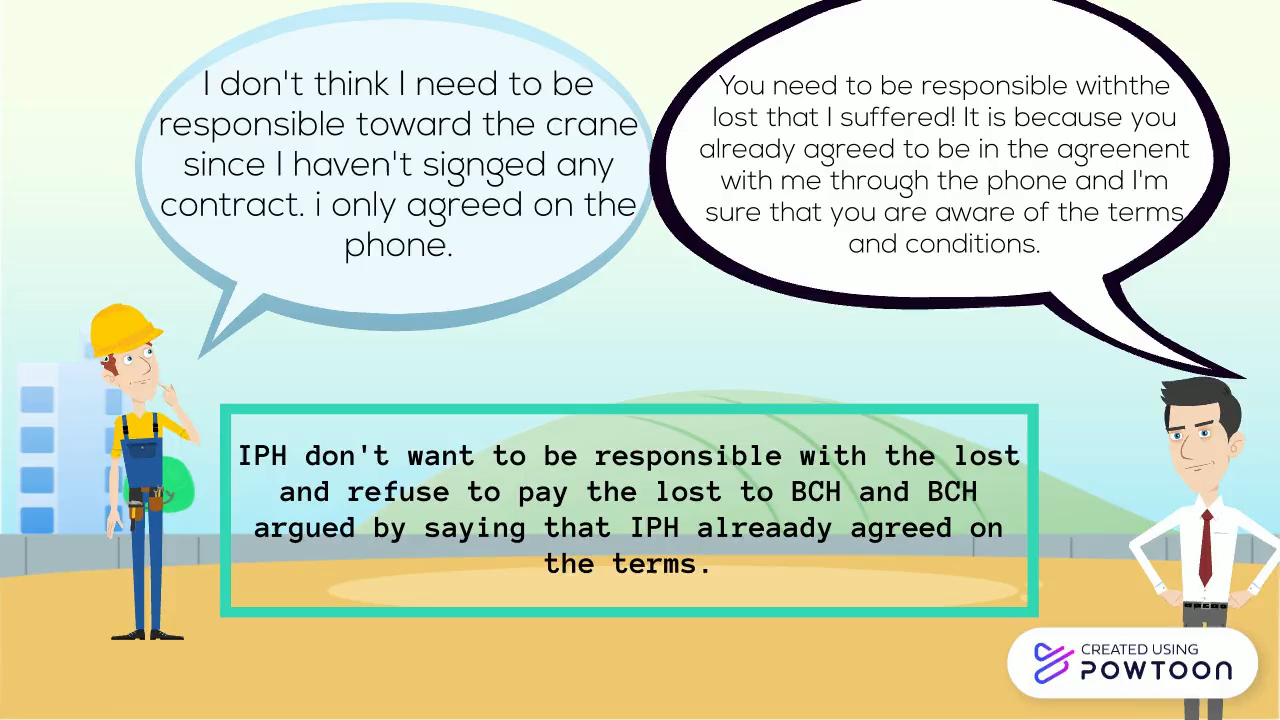 I don't think I need to be
responsible toward the crane
since I haven't signged any
contract. i only agreed on the
phone.
You need to be responsible withthe
lost that I suffered! It is because you
already agreed to be in the agreenent
with me through the phone and I'm
sure that you are aware of the terms
and conditions.
IPH don't want to be responsible with the lost
and refuse to pay the lost to BCH and BCH
argued by saying that IPH alreaady agreed on
the terms.
CREATED USING
POWTOON